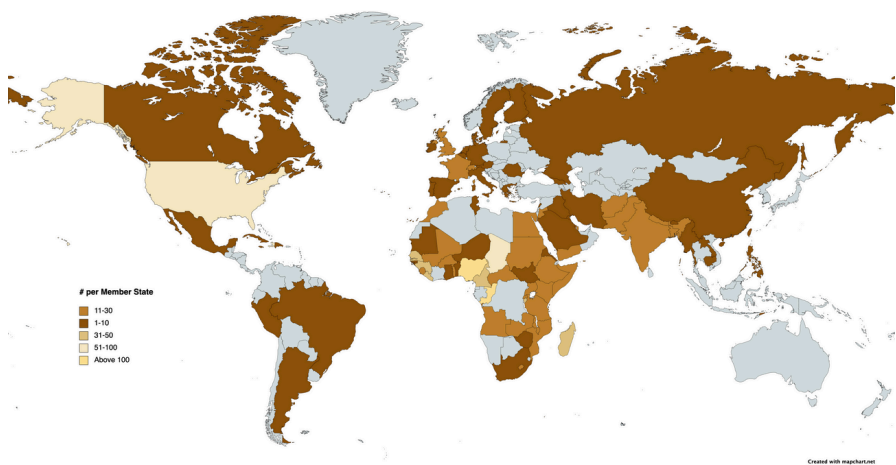 # per Member State
11-30
1-10
31-50
51-100
Above 100
Created with mapchart.net